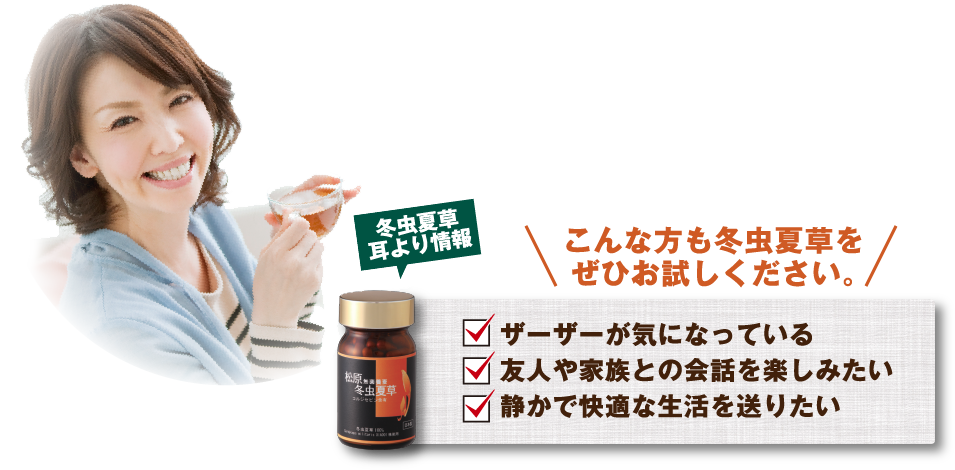 冬虫夏草
耳より情報
こんな方も冬虫夏草を
ぜひお試しください。
ザーザーが気になっている
友人や家族との会話を楽しみたい
静かで快適な生活を送りたい
松原
冬虫夏草